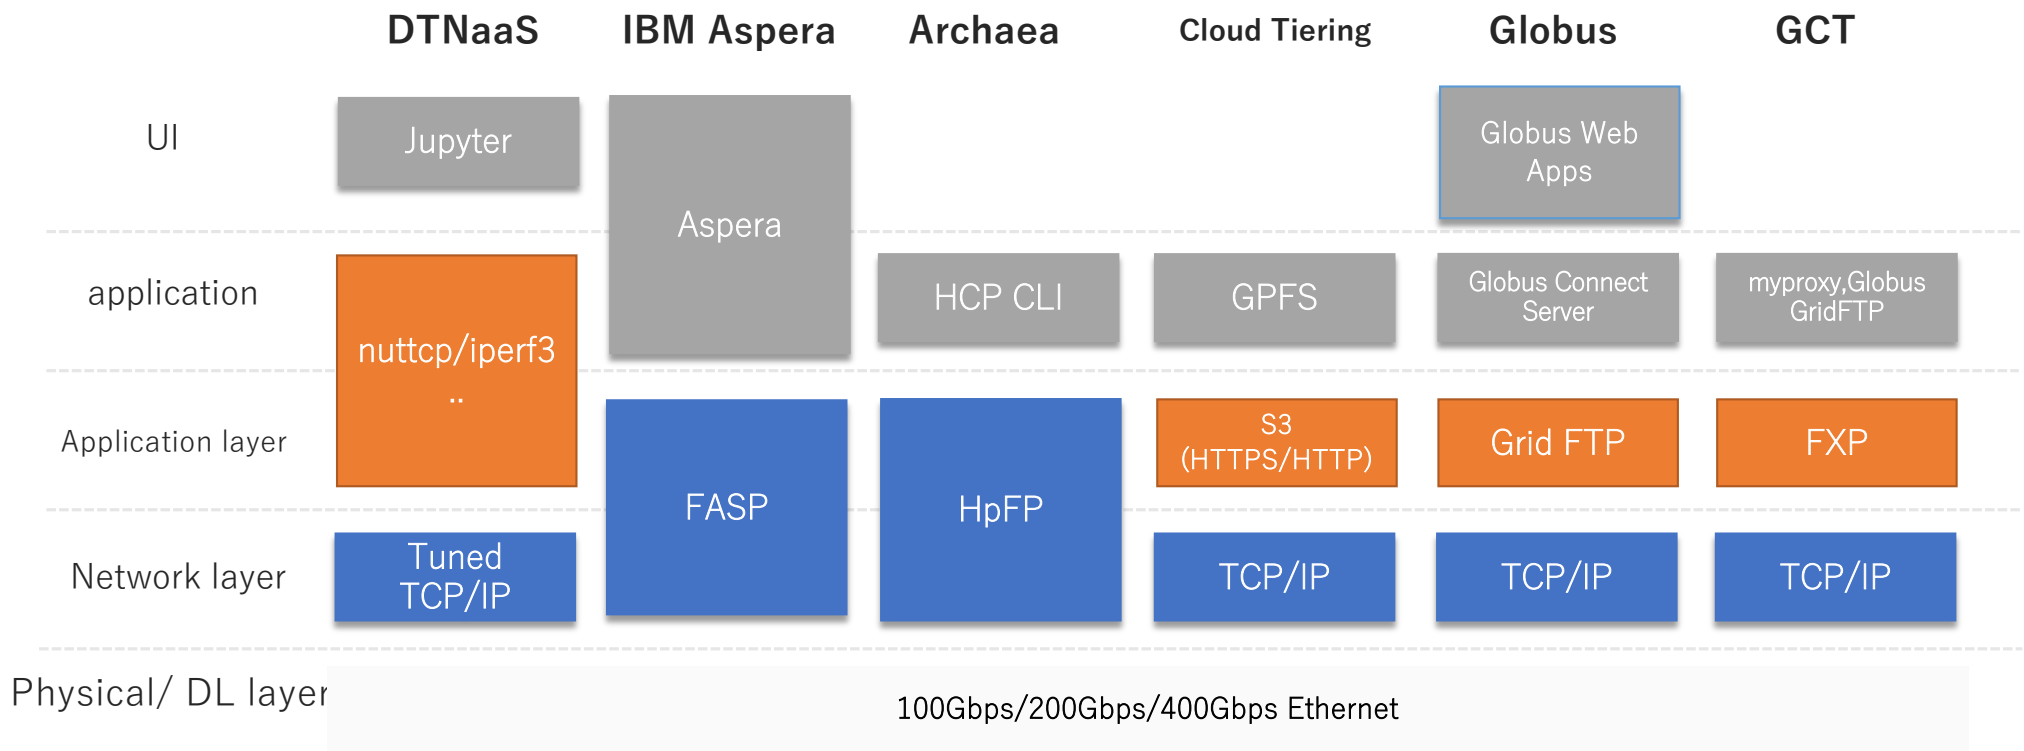 DTNaaS
IBM Aspera
Archaea
Cloud Tiering
Globus
GCT
UI
Jupyter
Aspera
Globus Web
Apps
application
nuttcp/iperf3
..
HCP CLI
GPFS
Globus Connect
Server
myproxy,Globus
GridFTP
Application layer
FASP
HpFP
S3
(HTTPS/HTTP)
Grid FTP
FXP
Network layer
Tuned
TCP/IP
TCP/IP
TCP/IP
TCP/IP
Physical/ DL layer
100Gbps/200Gbps/400Gbps Ethernet